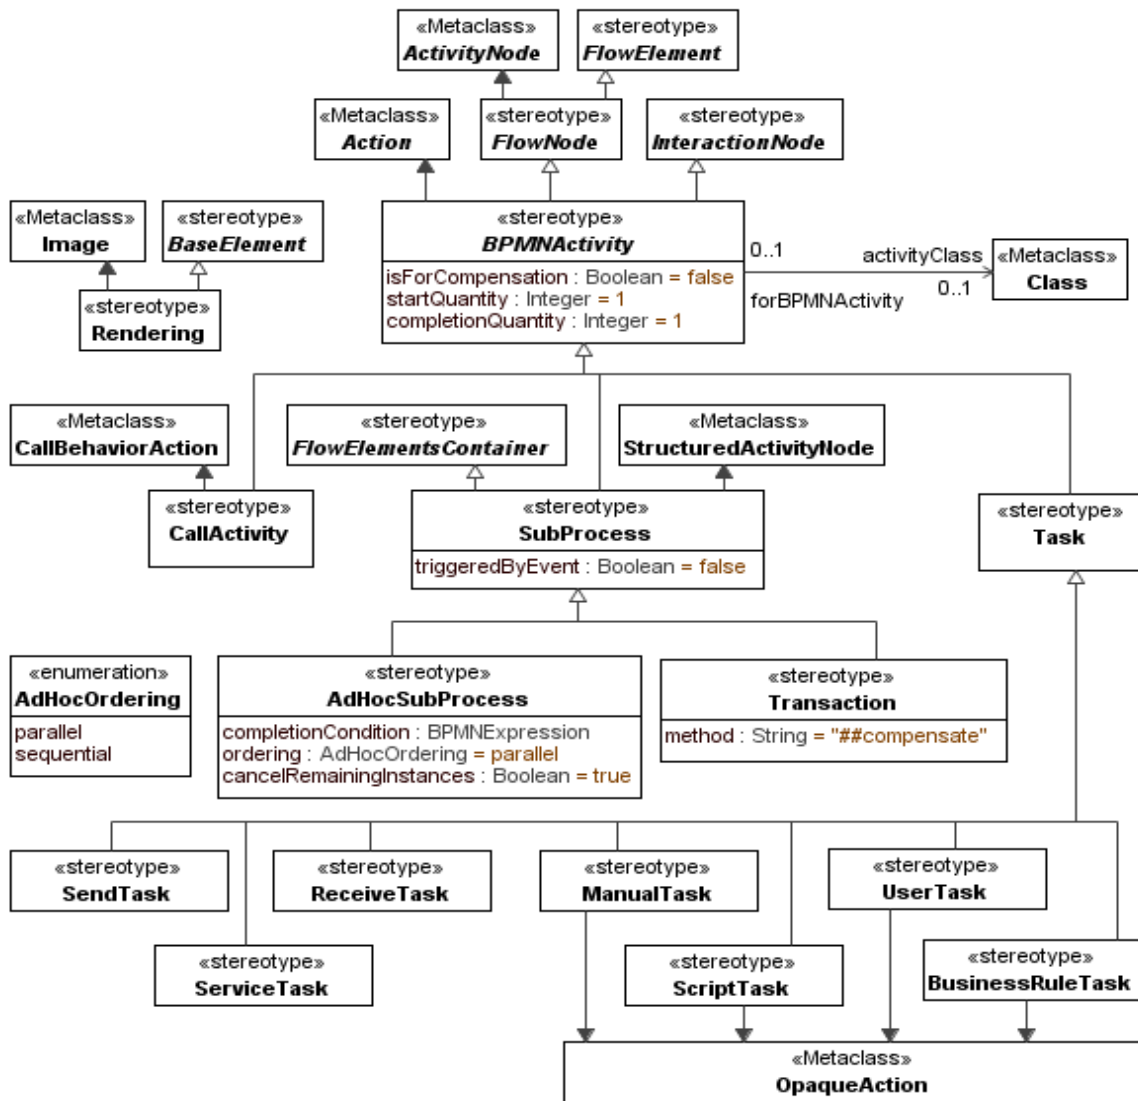 «Metaclass»
ActivityNode
«stereotype»
FlowElement
«Metaclass»
Action
«stereotype»
FlowNode
«stereotype»
InteractionNode
«Metaclass»
Image
«stereotype»
BaseElement
«stereotype»
BPMNActivity
isForCompensation : Boolean = false
startQuantity : Integer = 1
completionQuantity : Integer = 1
0..1
activityClass
forBPMNActivity
0..1
«Metaclass»
Class
«stereotype»
Rendering
«Metaclass»
CallBehaviorAction
«stereotype»
FlowElementsContainer
«Metaclass»
StructuredActivityNode
«stereotype»
CallActivity
«stereotype»
SubProcess
triggeredByEvent : Boolean = false
«stereotype»
Task
«enumeration»
AdHocOrdering
parallel
sequential
«stereotype»
AdHocSubProcess
completionCondition : BPMNExpression
ordering : AdHocOrdering = parallel
cancelRemainingInstances : Boolean = true
«stereotype»
Transaction
method : String = "##compensate"
«stereotype»
SendTask
«stereotype»
ReceiveTask
«stereotype»
ManualTask
«stereotype»
UserTask
«stereotype»
ServiceTask
«stereotype»
ScriptTask
«stereotype»
BusinessRuleTask
«Metaclass»
OpaqueAction